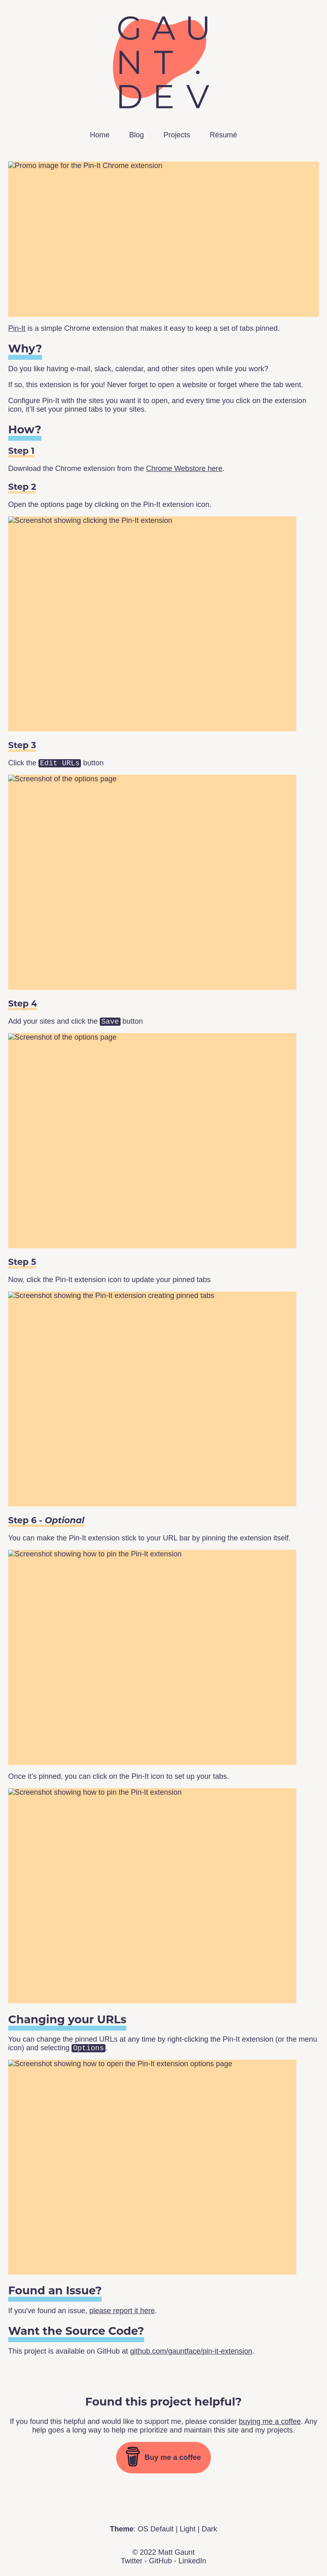 GAU
NT.
DEV
Home Blog Projects Résumé
Promo image for the Pin-It Chrome extension
Pin-It is a simple Chrome extension that makes it easy to keep a set of tabs pinned.
Why?
Do you like having e-mail, slack, calendar, and other sites open while you work?
If so, this extension is for you! Never forget to open a website or forget where the tab went.
Configure Pin-It with the sites you want it to open, and every time you click on the extension
icon, it'll set your pinned tabs to your sites.
How?
Step 1
Download the Chrome extension from the Chrome Webstore here.
Step 2
Open the options page by clicking on the Pin-It extension icon.
Screenshot showing clicking the Pin-It extension
Step 3
Click the Edit URLs button
Screenshot of the options page
Step 4
Add your sites and click the Save button
Screenshot of the options page
Step 5
Now, click the Pin-It extension icon to update your pinned tabs
Screenshot showing the Pin-It extension creating pinned tabs
Step 6 - Optional
You can make the Pin-It extension stick to your URL bar by pinning the extension itself.
Screenshot showing how to pin the Pin-It extension
Once it's pinned, you can click on the Pin-It icon to set up your tabs.
Screenshot showing how to pin the Pin-It extension
Changing your URLs
You can change the pinned URLs at any time by right-clicking the Pin-It extension (or the menu
icon) and selecting Options.
Screenshot showing how to open the Pin-It extension options page
Found an Issue?
If you've found an issue, please report it here.
Want the Source Code?
This project is available on GitHub at github.com/gauntface/pin-it-extension.
Found this project helpful?
If you found this helpful and would like to support me, please consider buying me a coffee. Any
help goes a long way to help me prioritize and maintain this site and my projects.
Buy me a coffee
Theme: OS Default | Light | Dark
© 2022 Matt Gaunt
Twitter - GitHub - LinkedIn